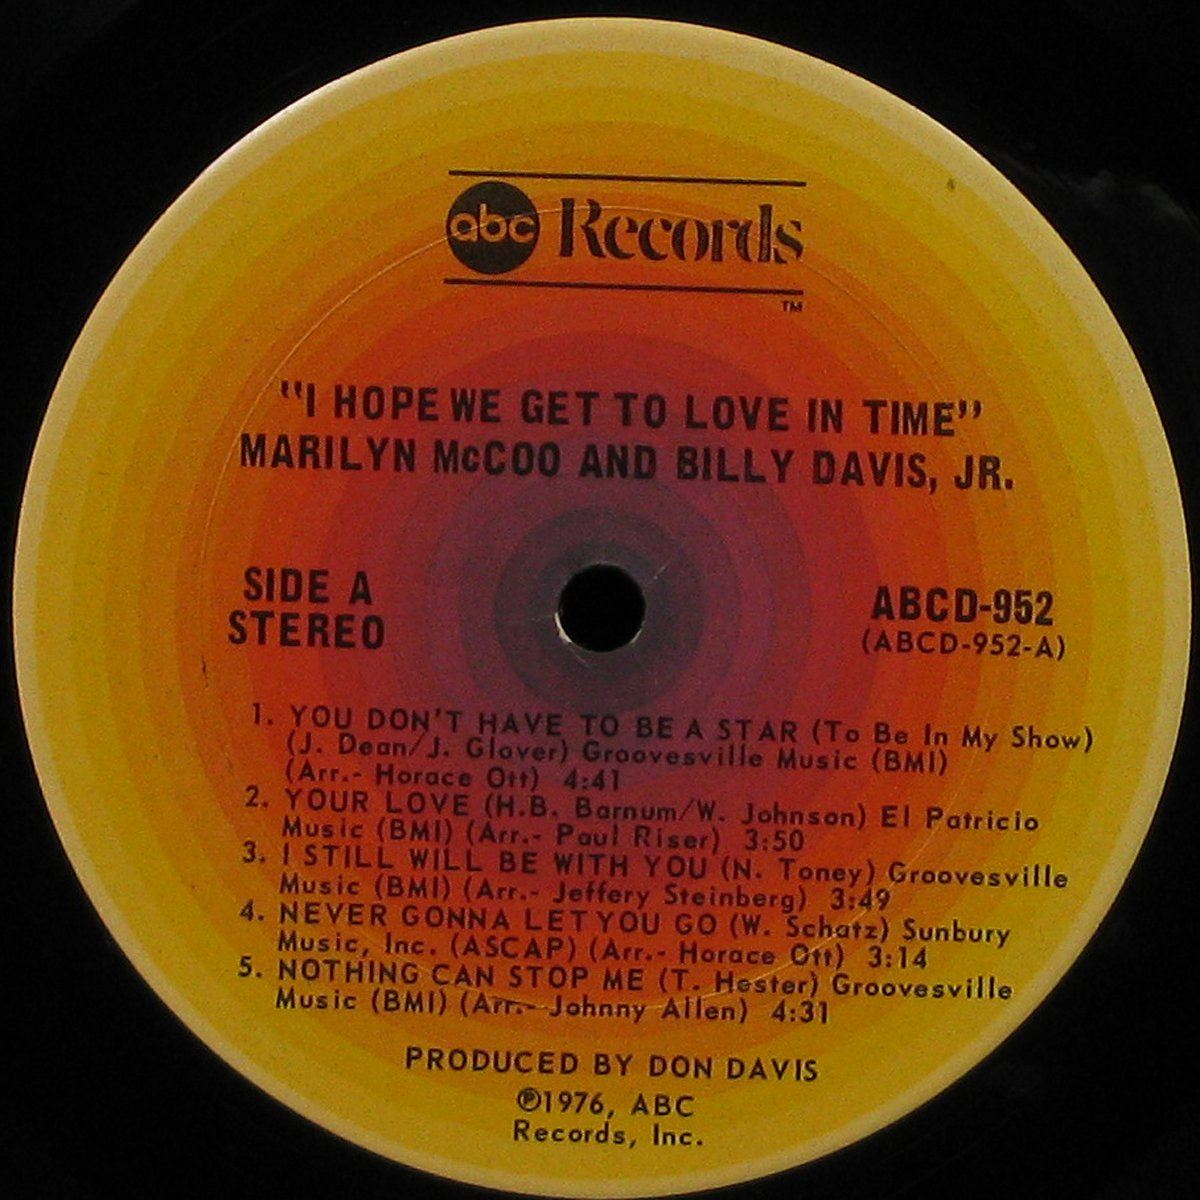 abc Records
TM
"I HOPE WE GET TO LOVE IN TIME"
MARILYN McCOO AND BILLY DAVIS, JR.
SIDE A
STEREO
ABCD-952
(ABCD-952-A)
1. YOU DON'T HAVE TO BE A STAR (To Be In My Show)
(J. Dean/J. Glover) Groovesville Music (BMI)
(Arr.- Horace Ott) 4:41
2. YOUR LOVE (H.B. Barnum/W. Johnson) El Patricio
Music (BMI) (Arr.- Paul Riser) 3:50
3. I STILL WILL BE WITH YOU (N. Toney) Groovesville
Music (BMI) (Arr.- Jeffery Steinberg) 3:49
4. NEVER GONNA LET YOU GO (W. Schatz) Sunbury
Music, Inc. (ASCAP) (Arr.- Horace Ott) 3:14
5. NOTHING CAN STOP ME (T. Hester) Groovesville
Music (BMI) (Arr.- Johnny Allen) 4:31
PRODUCED BY DON DAVIS
℗1976, ABC
Records, Inc.